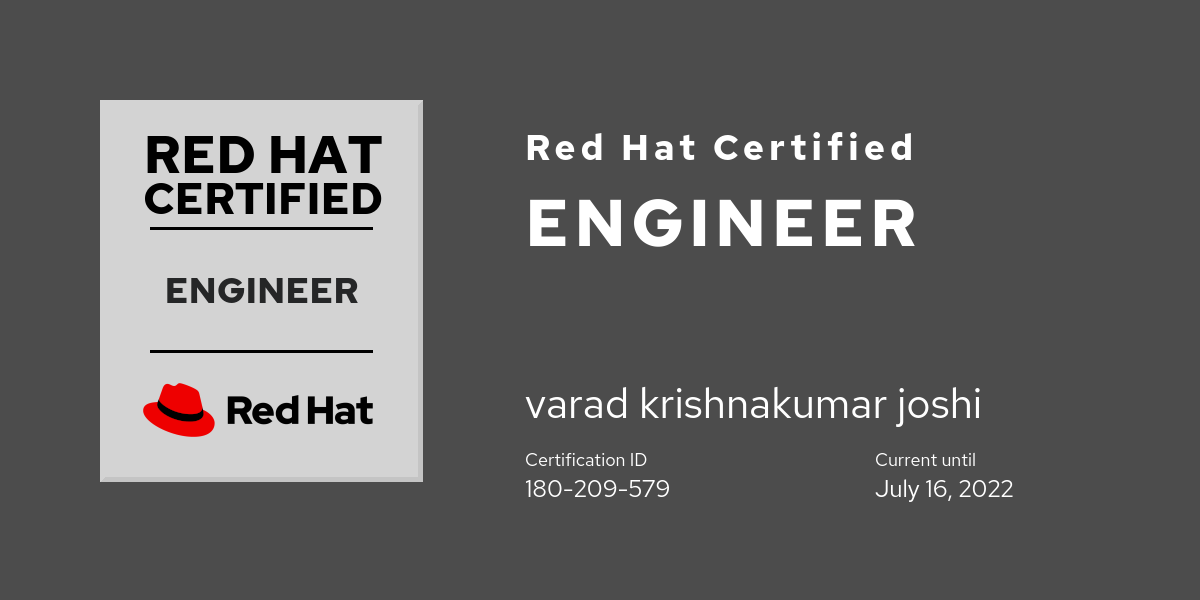 RED HAT
CERTIFIED
ENGINEER
Red Hat
Red Hat Certified
ENGINEER
varad krishnakumar joshi
Certification ID
180-209-579
Current until
July 16, 2022